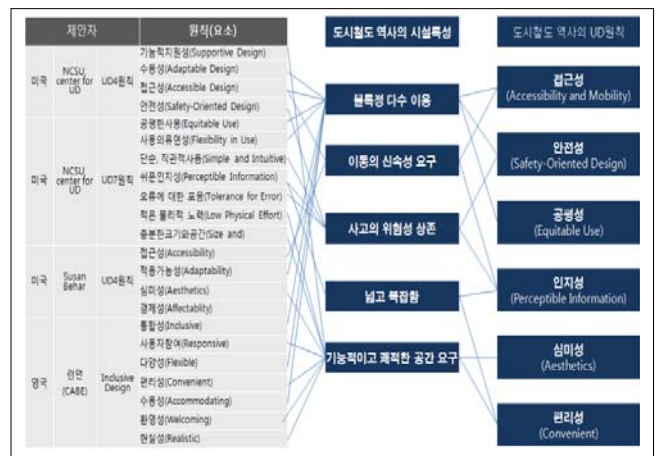 제안자
원칙(요소)
미국
NCSU, center for UD
UD4원칙
기능적지원성(Supportive Design)
수용성(Adaptable Design)
접근성(Accessible Design)
안전성(Safety-Oriented Design)
미국
NCSU, center for UD
UD7원칙
공평한사용(Equitable Use)
사용의유연성(Flexibility in Use)
단순, 직관적사용(Simple and Intuitive)
쉬운인지성(Perceptible Information)
오류에 대한 포용(Tolerance for Error)
적은 물리적 노력(Low Physical Effort)
충분한크기와공간(Size and)
미국
Susan Behar
UD4원칙
접근성(Accessibility)
적용가능성(Adaptability)
심미성(Aesthetics)
경제성(Affectablity)
영국
런던 (CABE)
Inclusive Design
통합성(Inclusive)
사용자참여(Responsive)
다양성(Flexible)
편리성(Convenient)
수용성(Accommodating)
환영성(Welcoming)
현실성(Realistic)
도시철도 역사의 시설특성
불특정 다수 이용
이동의 신속성 요구
사고의 위험성 상존
넓고 복잡함
기능적이고 쾌적한 공간 요구
도시철도 역사의 UD원칙
접근성
(Accessibility and Mobility)
안전성
(Safety-Oriented Design)
공평성
(Equitable Use)
인지성
(Perceptible Information)
심미성
(Aesthetics)
편리성
(Convenient)